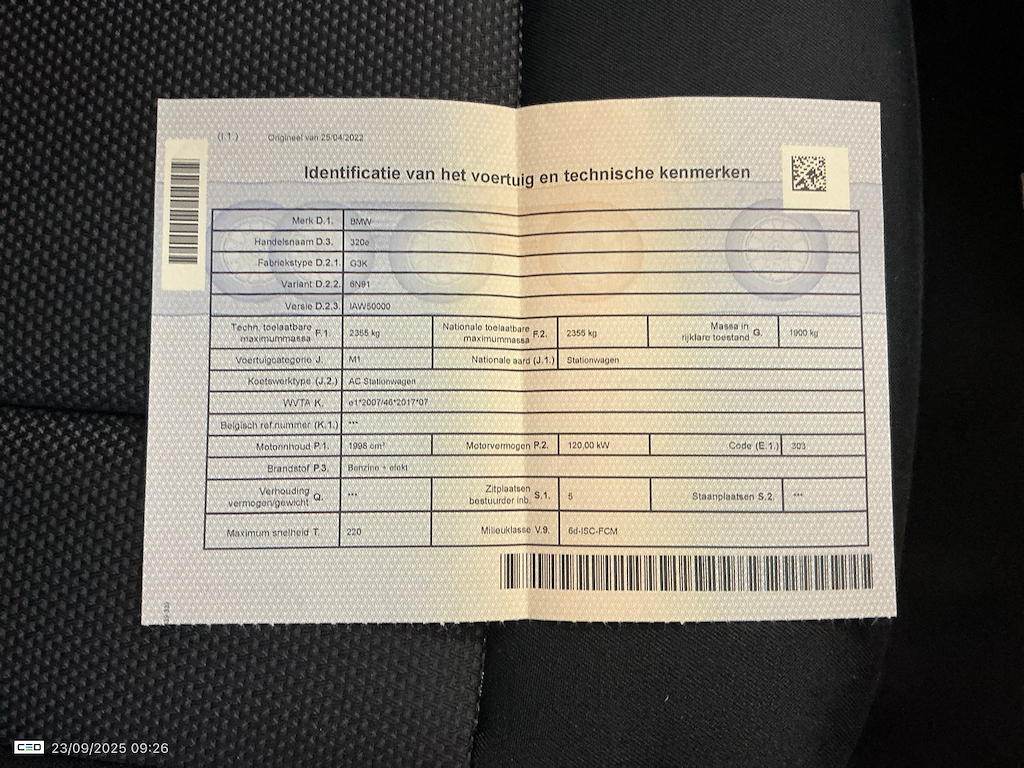 (I.1.) Origineel van 25/04/2022
Identificatie van het voertuig en technische kenmerken
Merk D.1. BMW
Handelsnaam D.3. 320e
Fabriekstype D.2.1. G3K
Variant D.2.2. 6N91
Versie D.2.3. IAW50000
Techn. toelaatbare maximummassa F.1. 2355 kg Nationale toelaatbare maximummassa F.2. 2355 kg Massa in rijklare toestand G. 1900 kg
Voertuigcategorie J. M1 Nationale aard (J.1.) Stationwagen
Koetswerktype (J.2.) AC Stationwagen
WVTA K. e1*2007/46*2017*07
Belgisch ref.nummer (K.1.) ***
Motorinhoud P.1. 1998 cm³ Motorvermogen P.2. 120,00 kW Code (E.1.) 303
Brandstof P.3. Benzine + elekt
Verhouding vermogen/gewicht Q. *** Zitplaatsen bestuurder inb. S.1. 5 Staanplaatsen S.2. ***
Maximum snelheid T. 220 Milieuklasse V.9. 6d-ISC-FCM
CEO 23/09/2025 09:26